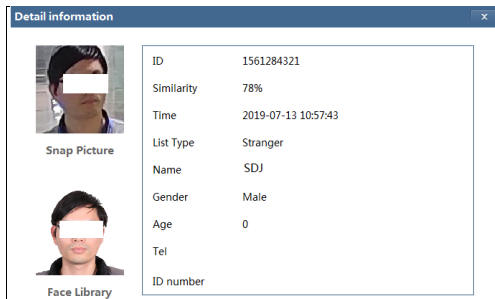 Detail information x
ID 1561284321
Similarity 78%
Time 2019-07-13 10:57:43
List Type Stranger
Snap Picture
Name SDJ
Gender Male
Age 0
Tel
ID number
Face Library